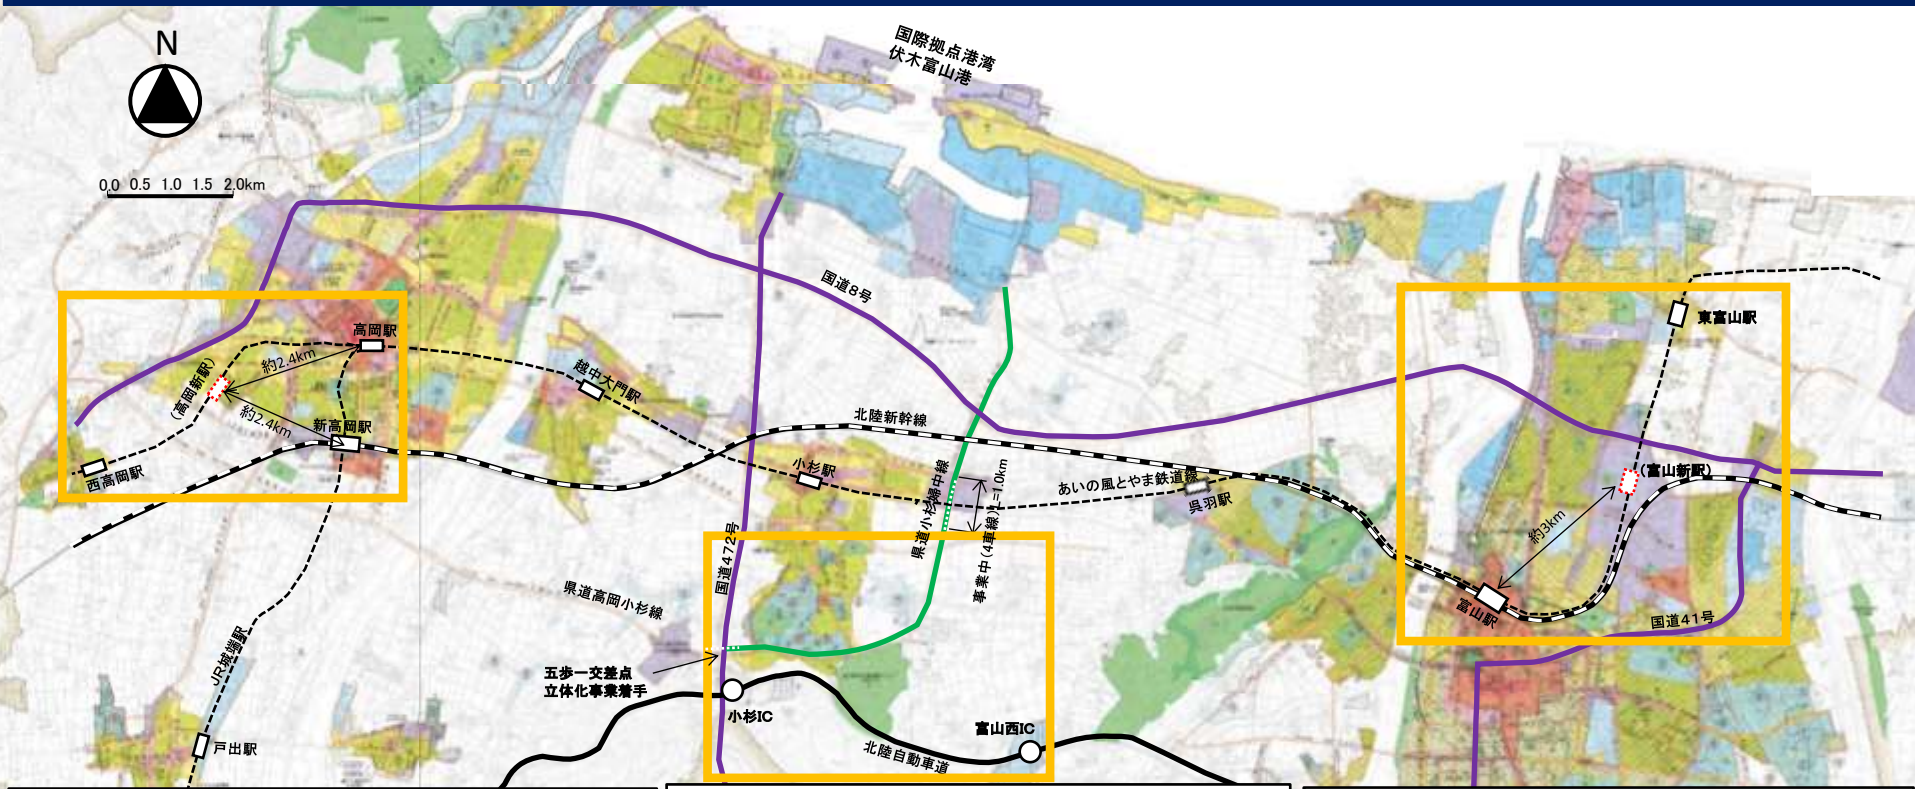 N
0.0 0.5 1.0 1.5 2.0km
国際拠点港湾
伏木富山港
国道8号
高岡駅
約2.4km
(高岡新駅)
約2.4km
新高岡駅
西高岡駅
越中大門駅
北陸新幹線
小杉駅
県道小杉婦中線
事業中(4車線)L=1.0km
あいの風とやま鉄道線
呉羽駅
東富山駅
(富山新駅)
約3km
富山駅
国道41号
国道472号
県道高岡小杉線
JR城端駅
戸出駅
五歩一交差点
立体化事業着手
小杉IC
富山西IC
北陸自動車道